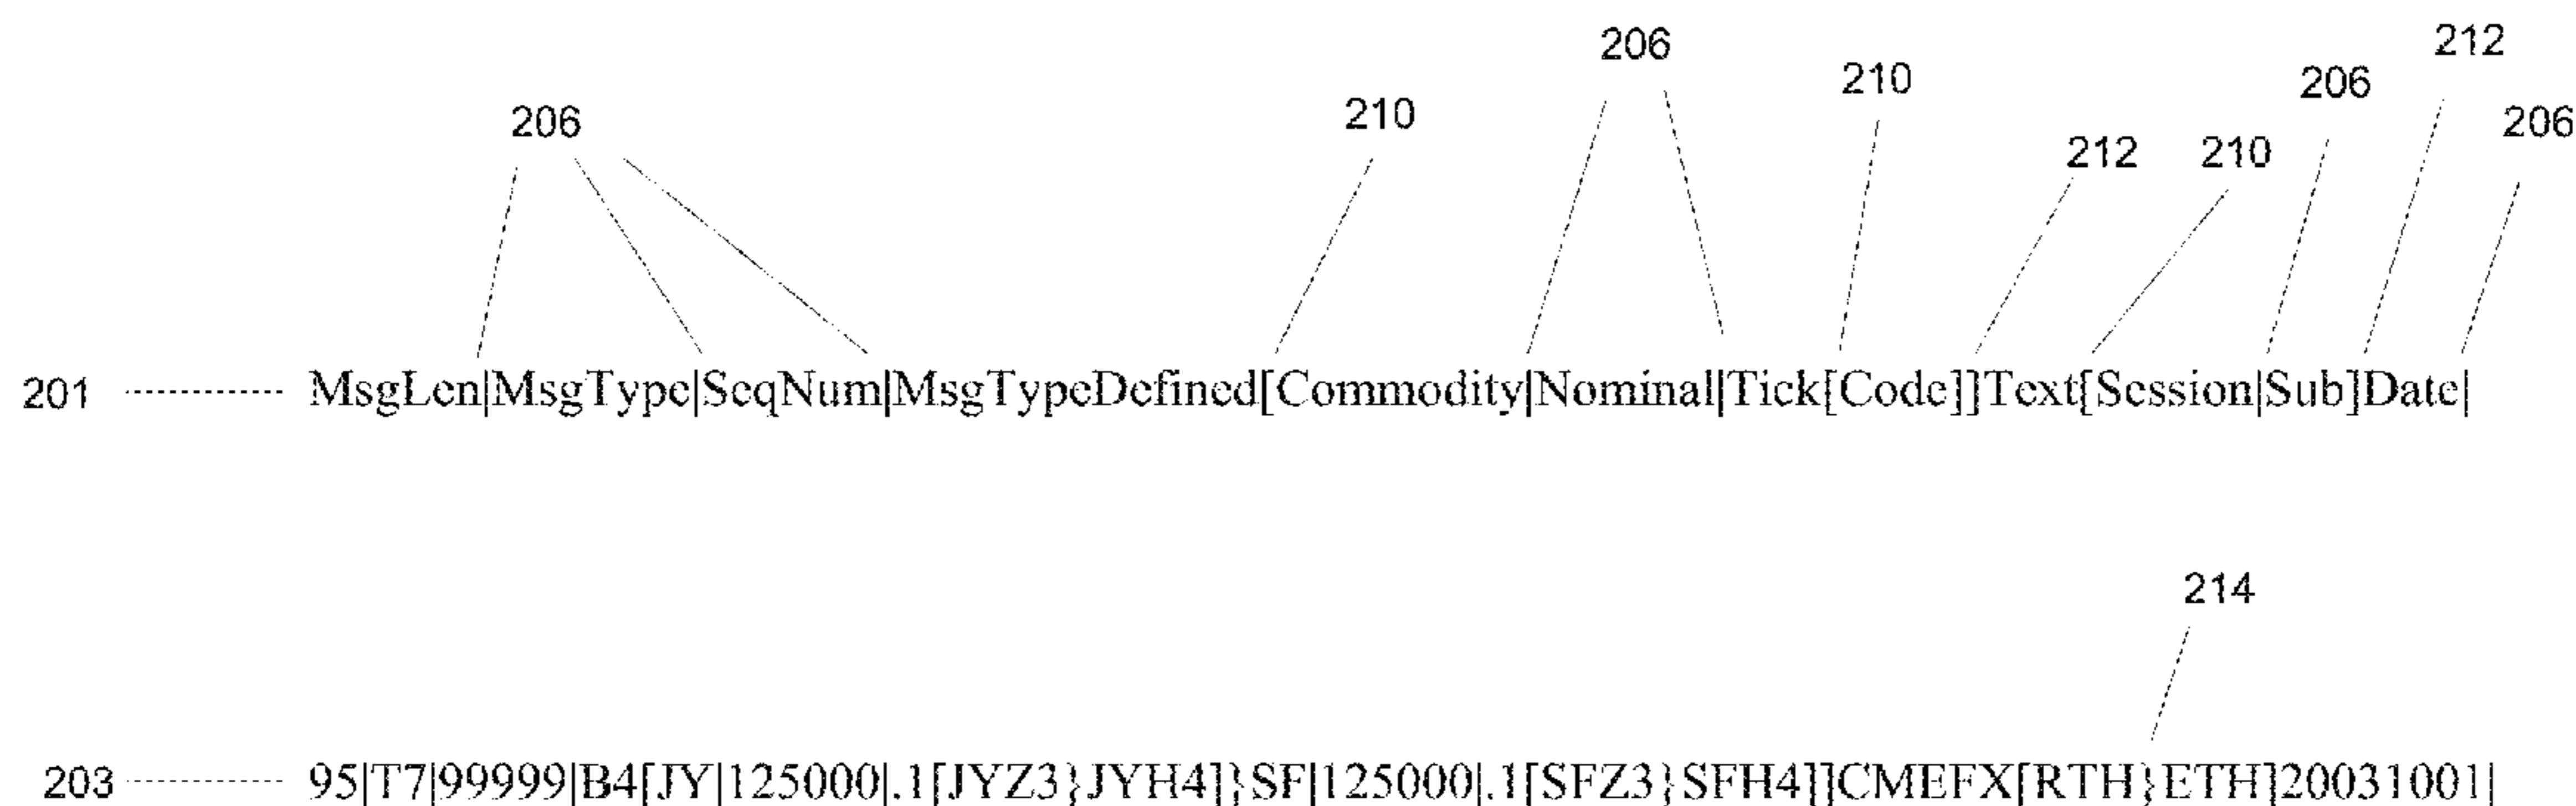 206 210 206 210 212 210 206 212 206
201 MsgLen|MsgType|SeqNum|MsgTypeDefined[Commodity|Nominal|Tick[Code]]Text[Session|Sub]Date|
214
203 95|T7|99999|B4[JY|125000|.1[JYZ3}JYH4]}SF|125000|.1[SFZ3}SFH4]]CMEFX[RTH}ETH]20031001|